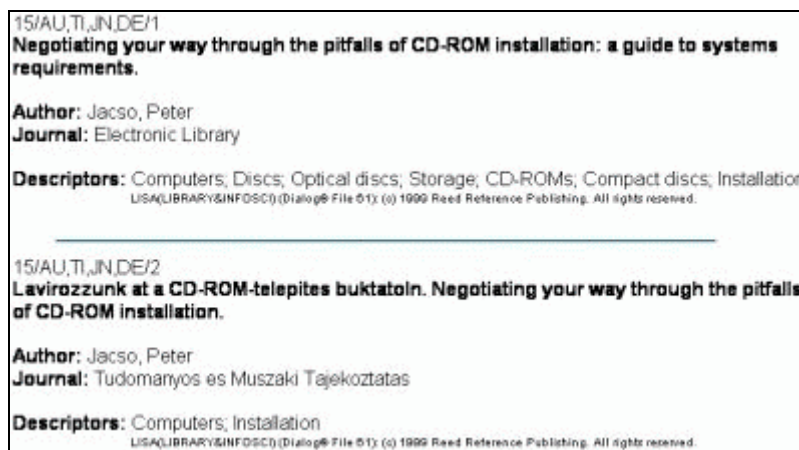 15/AU,TI,JN,DE/1
Negotiating your way through the pitfalls of CD-ROM installation: a guide to systems
requirements.
Author: Jacso, Peter
Journal: Electronic Library
Descriptors: Computers; Discs; Optical discs; Storage; CD-ROMs; Compact discs; Installation
LISA(LIBRARY&INFOSCI) (Dialog® File 61): (c) 1999 Reed Reference Publishing. All rights reserved.
15/AU,TI,JN,DE/2
Lavirozzunk at a CD-ROM-telepites buktatoin. Negotiating your way through the pitfalls
of CD-ROM installation.
Author: Jacso, Peter
Journal: Tudomanyos es Muszaki Tajekoztatas
Descriptors: Computers; Installation
LISA(LIBRARY&INFOSCI) (Dialog® File 61): (c) 1999 Reed Reference Publishing. All rights reserved.